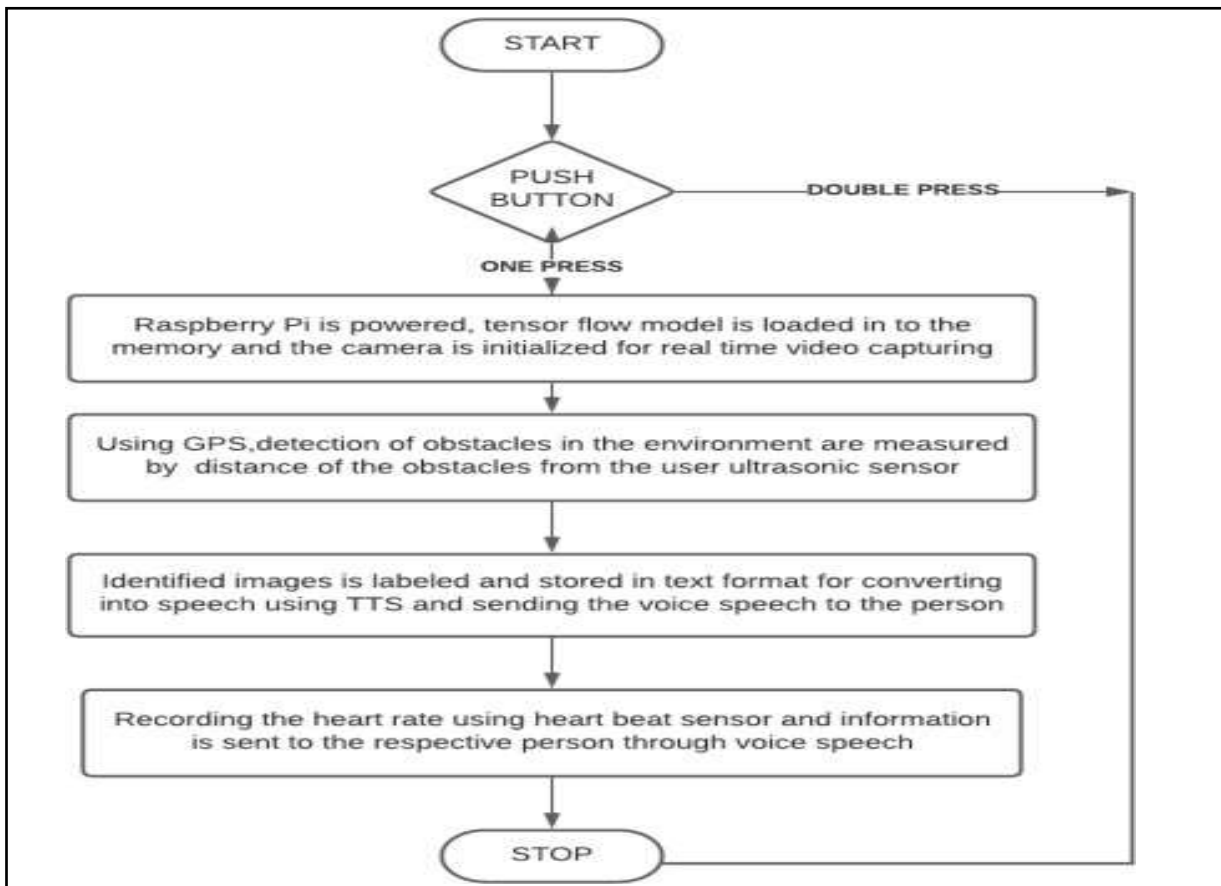 START
PUSH
BUTTON
DOUBLE PRESS
ONE PRESS
Raspberry Pi is powered, tensor flow model is loaded in to the
memory and the camera is initialized for real time video capturing
Using GPS,detection of obstacles in the environment are measured
by distance of the obstacles from the user ultrasonic sensor
Identified images is labeled and stored in text format for converting
into speech using TTS and sending the voice speech to the person
Recording the heart rate using heart beat sensor and information
is sent to the respective person through voice speech
STOP